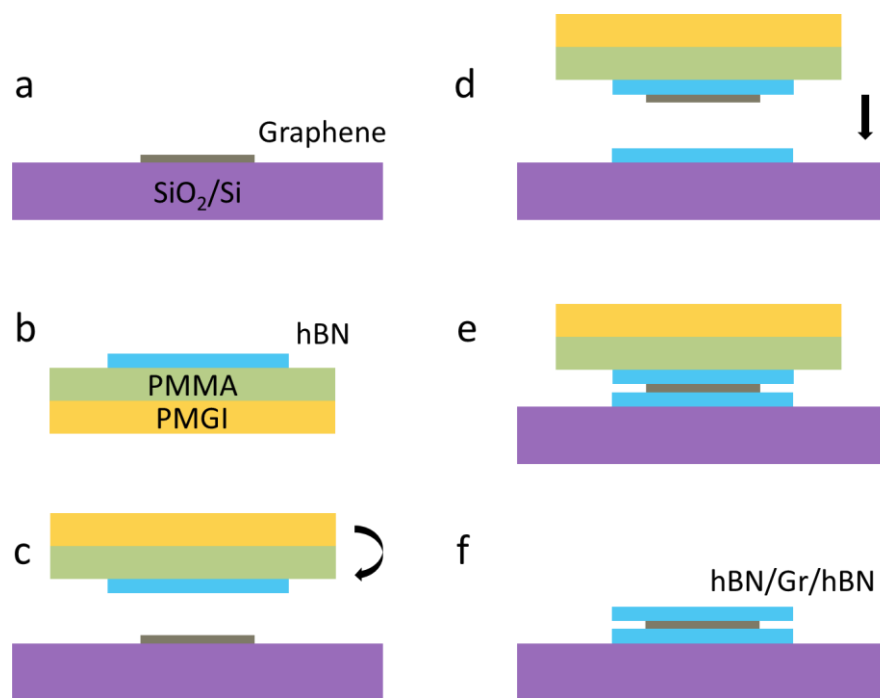 a
Graphene
SiO₂/Si
b
hBN
PMMA
PMGI
c
d
e
f
hBN/Gr/hBN